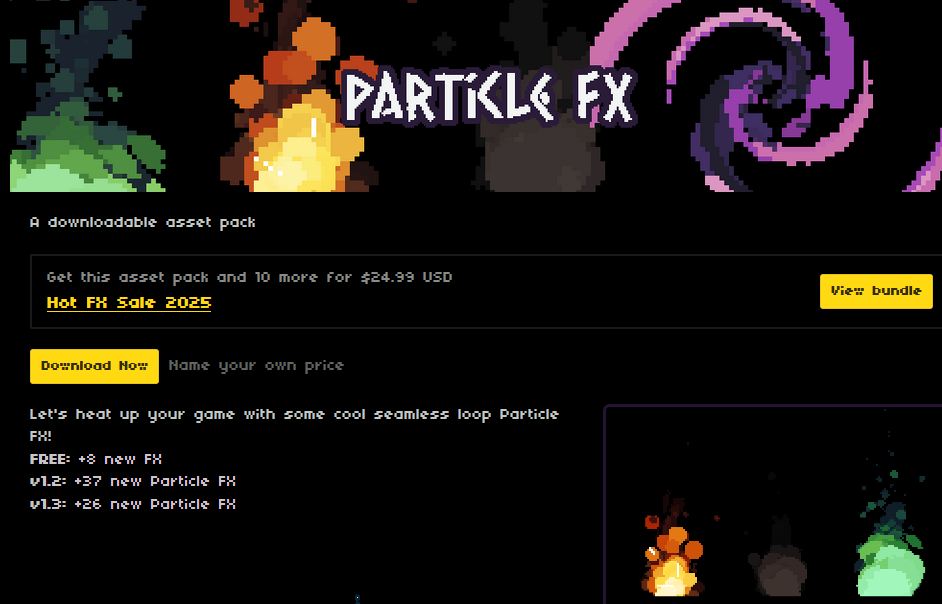 PARTiCLE FX
A downloadable asset pack
Get this asset pack and 10 more for $24.99 USD
Hot FX Sale 2025
View bundle
Download Now Name your own price
Let's heat up your game with some cool seamless loop Particle
FX!
FREE: +8 new FX
v1.2: +37 new Particle FX
v1.3: +26 new Particle FX